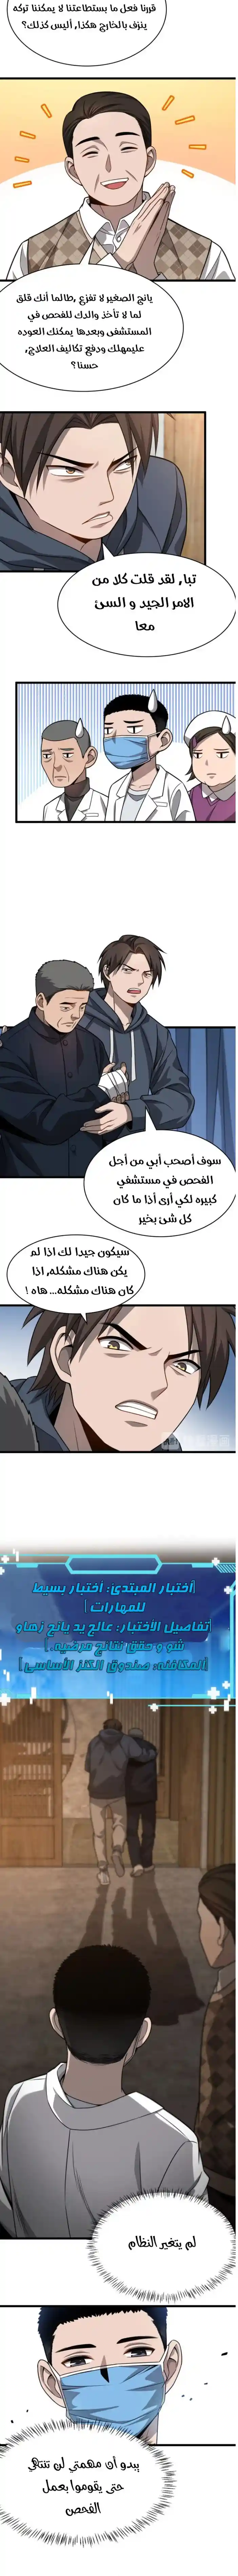 قررنا فعل ما بستطاعتنا لا يمكننا تركه
ينزف بالخارج هكذا, أليس كذلك؟
يانج الصغير لا تفزع ,طالما أنك قلق
لما لا تأخذ والدك للفحص في
المستشفى وبعدها يمكنك العوده
عليمهلك ودفع تكاليف العلاج,
حسنا؟
تبا, لقد قلت كلا من
الامر الجيد و السئ
معا
سوف أصحب أبي من أجل
الفحص في مستشفي
كبيره لكي أرى أذا ما كان
كل شئ بخير
سيكون جيدا لك اذا لم
يكن هناك مشكله, اذا
كان هناك مشكله... هاه !
[أختبار المبتدئ: أختبار بسيط
للمهارات ]
[تفاصيل الأختبار: عالج يد يانج زهاو
شو و حقق نتائج مرضيه. ]
[المكافئه: صندوق الكنز الأساسي ]
لم يتغير النظام
يبدو أن مهمتي لن تنتهي
حتى يقوموا بعمل
الفحص